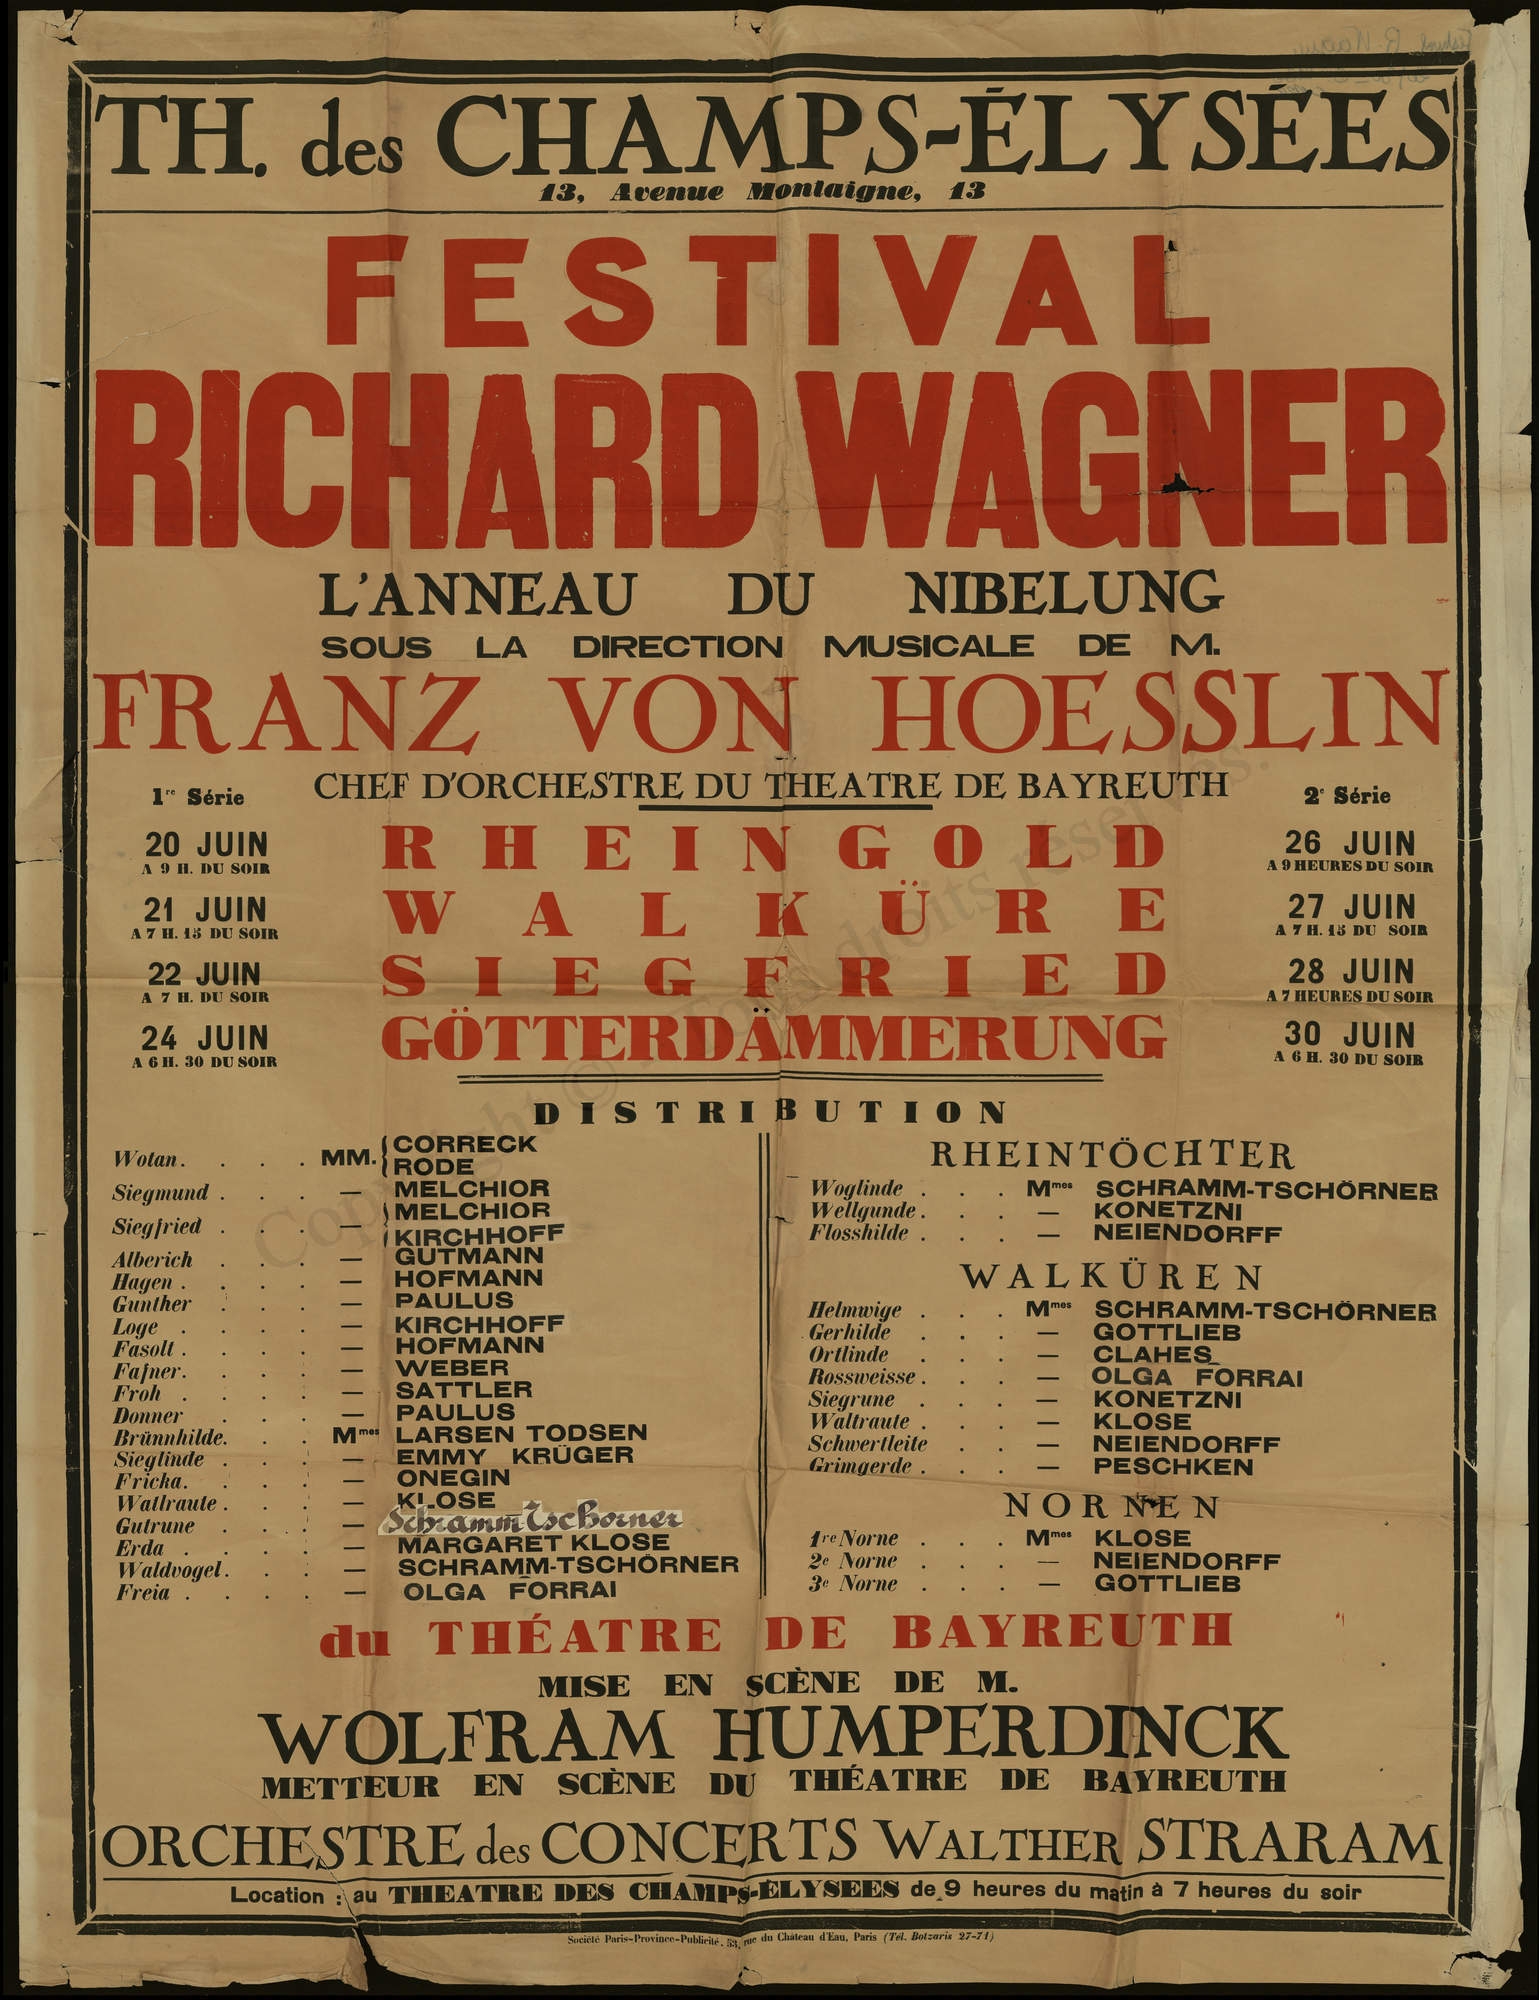 TH. des CHAMPS-ÉLYSÉES
13, Avenue Montaigne, 13
FESTIVAL
RICHARD WAGNER
L'ANNEAU DU NIBELUNG
SOUS LA DIRECTION MUSICALE DE M.
FRANZ VON HOESSLIN
CHEF D'ORCHESTRE DU THEATRE DE BAYREUTH
1re Série
2e Série
20 JUIN
A 9 H. DU SOIR
RHEINGOLD
26 JUIN
A 9 HEURES DU SOIR
21 JUIN
A 7 H. 15 DU SOIR
WALKÜRE
27 JUIN
A 7 H. 15 DU SOIR
22 JUIN
A 7 H. DU SOIR
SIEGFRIED
28 JUIN
A 7 HEURES DU SOIR
24 JUIN
A 6 H. 30 DU SOIR
GÖTTERDÄMMERUNG
30 JUIN
A 6 H. 30 DU SOIR
DISTRIBUTION
Wotan. . . . MM. { CORRECK
RODE
Siegmund . . . — MELCHIOR
Siegfried . . . — { MELCHIOR
KIRCHHOFF
Alberich . . . — GUTMANN
Hagen . . . . — HOFMANN
Gunther . . . — PAULUS
Loge . . . . — KIRCHHOFF
Fasolt . . . . — HOFMANN
Fafner. . . . — WEBER
Froh . . . . — SATTLER
Donner . . . — PAULUS
Brünnhilde. . . Mmes LARSEN TODSEN
Sieglinde . . . — EMMY KRÜGER
Fricka. . . . — ONEGIN
Watlraute . . . — KLOSE
Gutrune . . . — Schramm-Tschorner
Erda . . . . — MARGARET KLOSE
Waldvogel. . . — SCHRAMM-TSCHÖRNER
Freia . . . . — OLGA FORRAI
RHEINTÖCHTER
Woglinde . . . Mmes SCHRAMM-TSCHÖRNER
Wellgunde. . . — KONETZNI
Flosshilde . . . — NEIENDORFF
WALKÜREN
Helmwige . . . Mmes SCHRAMM-TSCHÖRNER
Gerhilde . . . — GOTTLIEB
Ortlinde . . . — CLAHES
Rossweisse . . . — OLGA FORRAI
Siegrune . . . — KONETZNI
Waltraute . . . — KLOSE
Schwertleite . . — NEIENDORFF
Grimgerde . . . — PESCHKEN
NORNEN
1re Norne . . . Mmes KLOSE
2e Norne . . . — NEIENDORFF
3e Norne . . . — GOTTLIEB
du THÉATRE DE BAYREUTH
MISE EN SCÈNE DE M.
WOLFRAM HUMPERDINCK
METTEUR EN SCÈNE DU THÉATRE DE BAYREUTH
ORCHESTRE des CONCERTS WALTHER STRARAM
Location : au THEATRE DES CHAMPS-ÉLYSEES de 9 heures du matin à 7 heures du soir
Société Paris-Province-Publicité. 53, rue du Château d'Eau, Paris (Tél. Botzaris 27-71)
Copyright © Tous droits réservés.